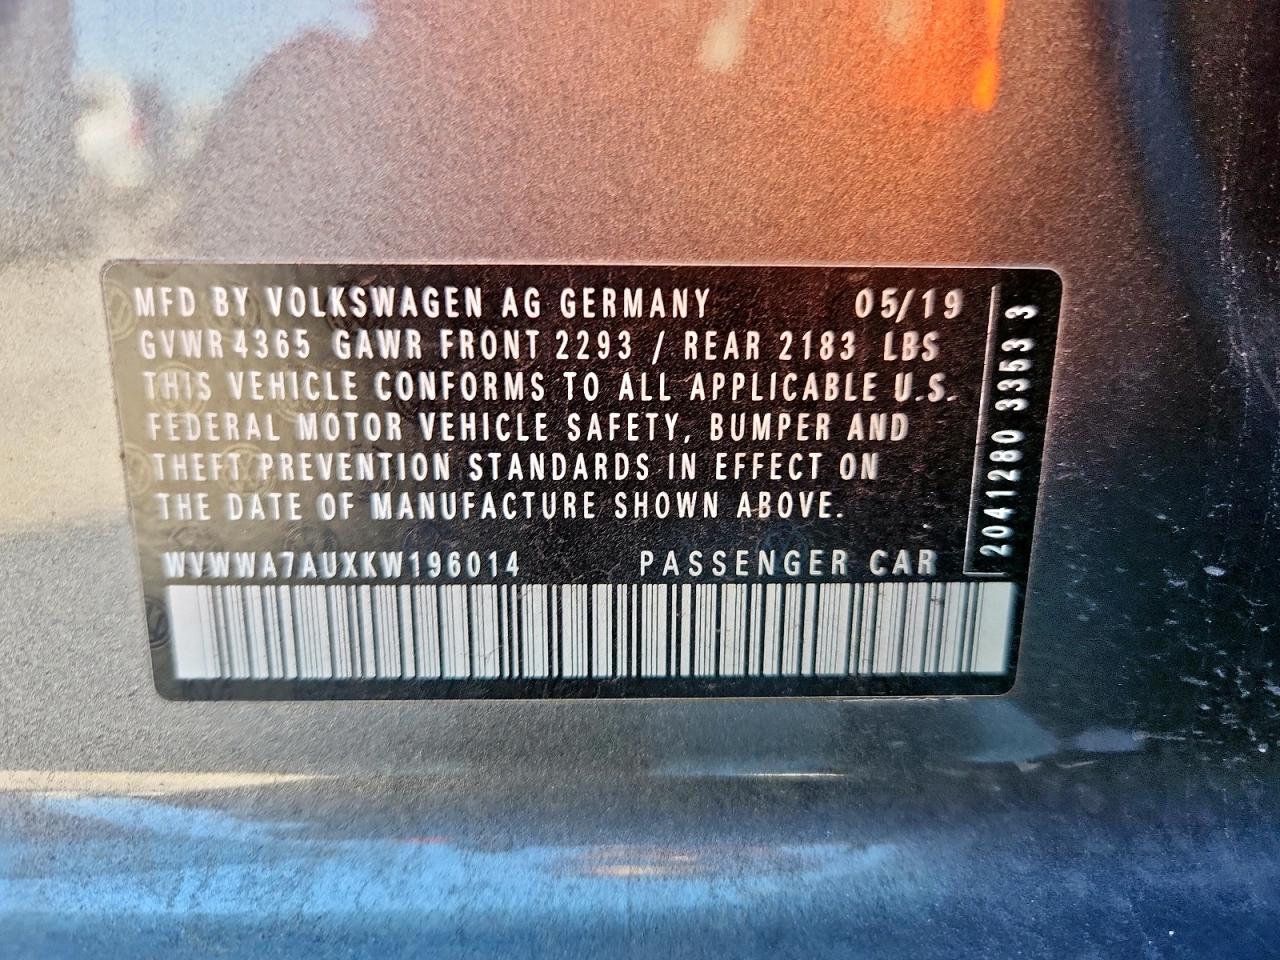 MFD BY VOLKSWAGEN AG GERMANY 05/19
GVWR 4365 GAWR FRONT 2293 / REAR 2183 LBS
THIS VEHICLE CONFORMS TO ALL APPLICABLE U.S.
FEDERAL MOTOR VEHICLE SAFETY, BUMPER AND
THEFT PREVENTION STANDARDS IN EFFECT ON
THE DATE OF MANUFACTURE SHOWN ABOVE.
WVWWA7AUXKW196014 PASSENGER CAR
2041280 3353 3